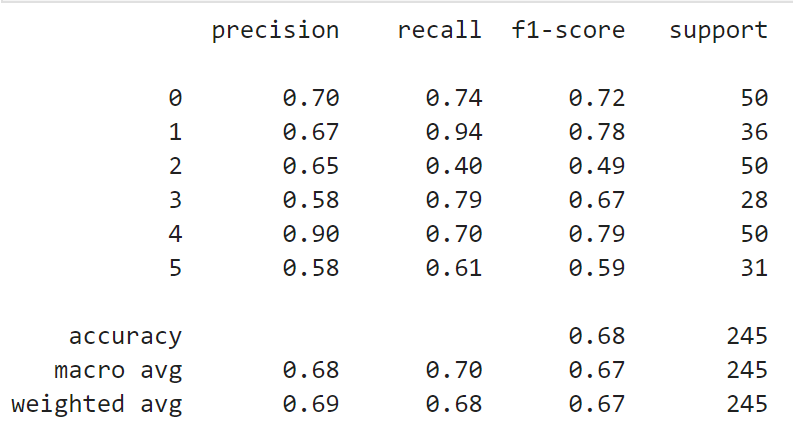 precision recall f1-score support
0 0.70 0.74 0.72 50
1 0.67 0.94 0.78 36
2 0.65 0.40 0.49 50
3 0.58 0.79 0.67 28
4 0.90 0.70 0.79 50
5 0.58 0.61 0.59 31
accuracy 0.68 245
macro avg 0.68 0.70 0.67 245
weighted avg 0.69 0.68 0.67 245